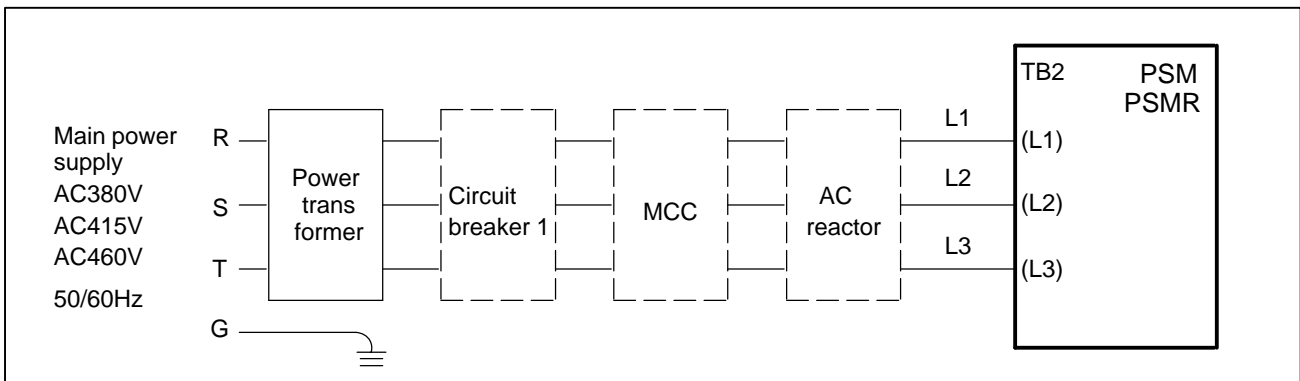 Main power
supply
AC380V
AC415V
AC460V
50/60Hz
R
S
T
G
Power
trans
former
Circuit
breaker 1
MCC
AC
reactor
L1
L2
L3
TB2
PSM
PSMR
(L1)
(L2)
(L3)